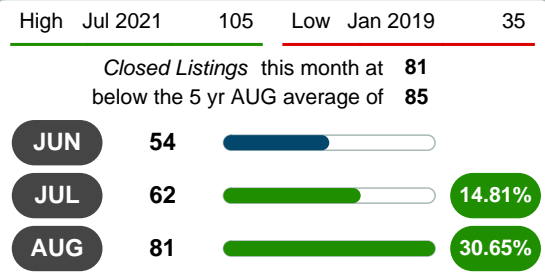 High Jul 2021 105 Low Jan 2019 35
Closed Listings this month at 81
below the 5 yr AUG average of 85
JUN 54
JUL 62 14.81%
AUG 81 30.65%